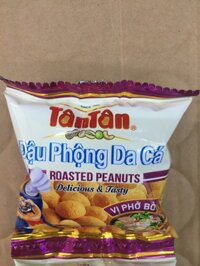 TânTân
Đậu Phộng Da Cá
ROASTED PEANUTS
Delicious & Tasty
VỊ PHỞ BÒ